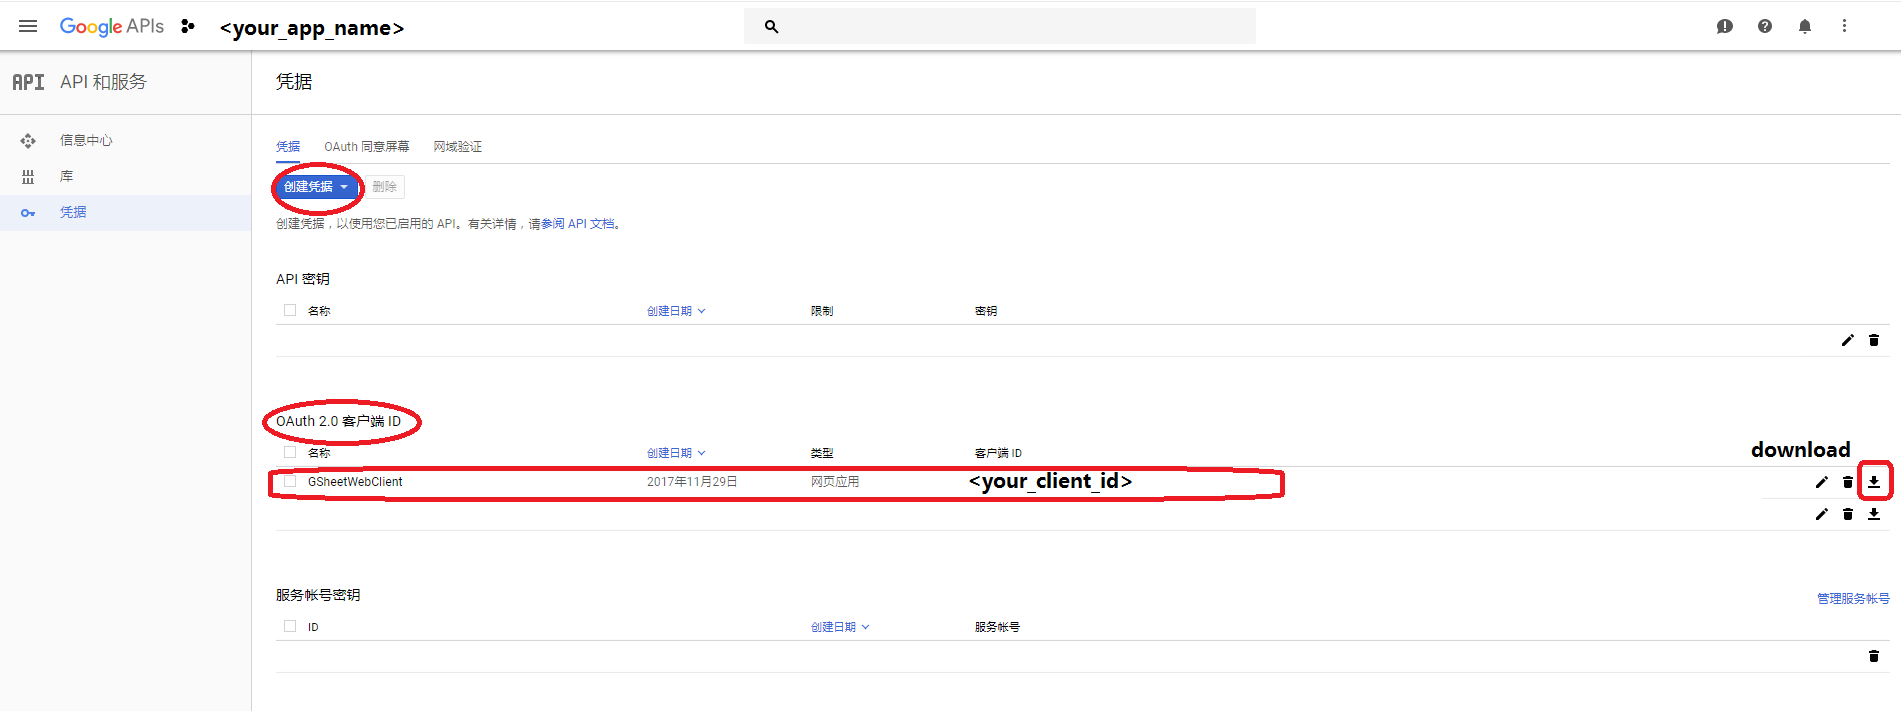 Google APIs <your_app_name>
API API 和服务
凭据
信息中心
库
凭据
凭据 OAuth 同意屏幕 网域验证
创建凭据 删除
创建凭据，以使用您已启用的 API。有关详情，请参阅 API 文档。
API 密钥
名称 创建日期 限制 密钥
OAuth 2.0 客户端 ID
download
名称 创建日期 类型 客户端 ID
GSheetWebClient 2017年11月29日 网页应用 <your_client_id>
服务帐号密钥
管理服务帐号
ID 创建日期 服务帐号